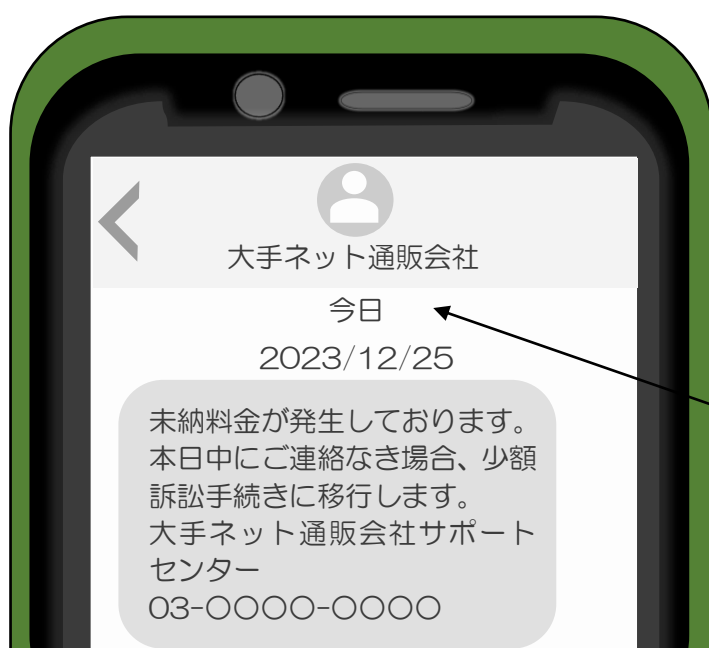 大手ネット通販会社
今日
2023/12/25
未納料金が発生しております。
本日中にご連絡なき場合、少額
訴訟手続きに移行します。
大手ネット通販会社サポート
センター
03-〇〇〇〇-〇〇〇〇